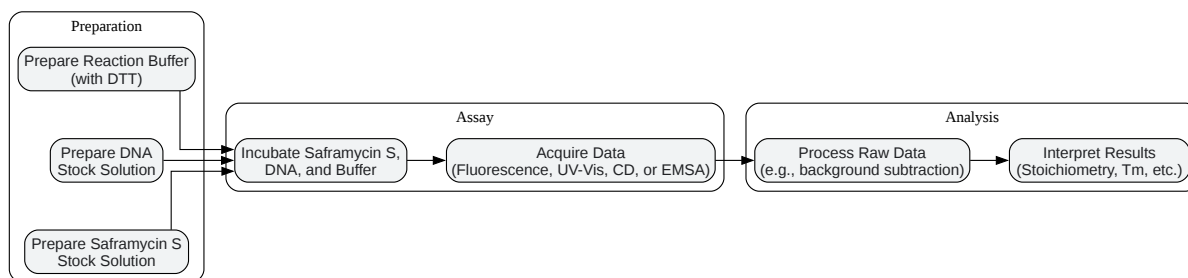 Preparation
Prepare Reaction Buffer
(with DTT)
Prepare DNA
Stock Solution
Prepare Saframycin S
Stock Solution
Assay
Incubate Saframycin S,
DNA, and Buffer
Acquire Data
(Fluorescence, UV-Vis, CD, or EMSA)
Analysis
Process Raw Data
(e.g., background subtraction)
Interpret Results
(Stoichiometry, Tm, etc.)